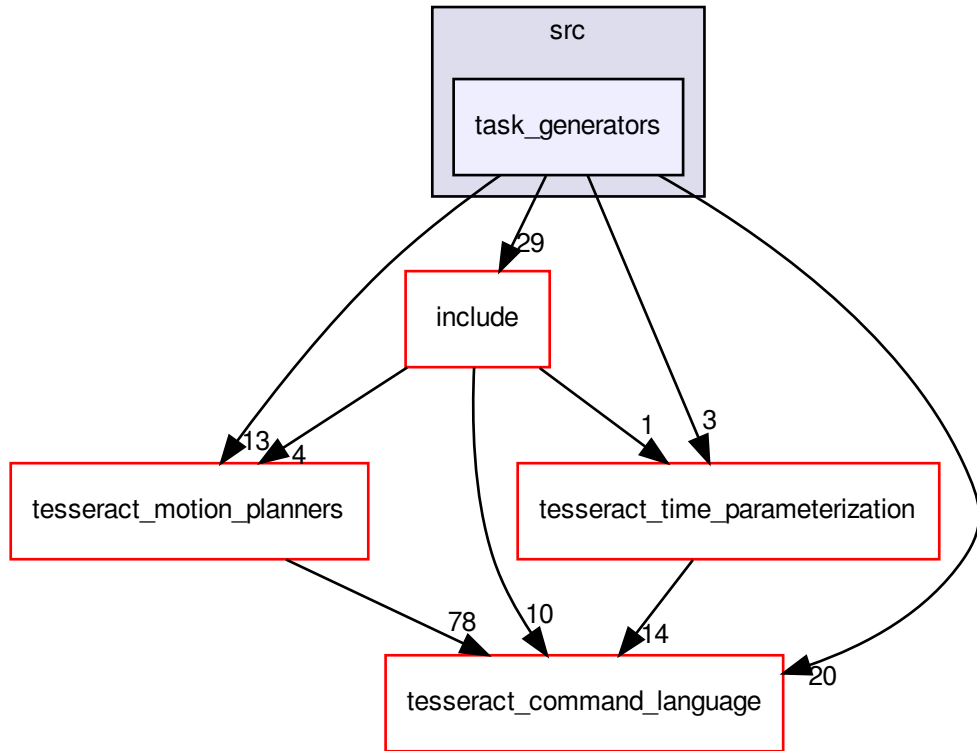 src
task_generators
29
include
13
4
1
3
tesseract_motion_planners
tesseract_time_parameterization
78
10
14
20
tesseract_command_language